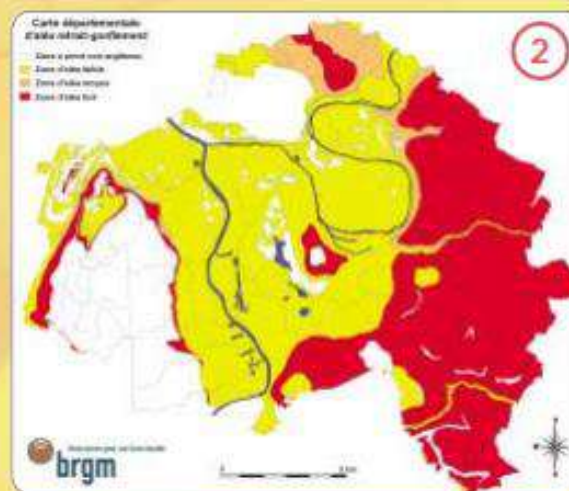 Carte départementale
d'aléa retrait-gonflement
Zone a priori non argileuse
Zone d'aléa faible
Zone d'aléa moyen
Zone d'aléa fort
2
brgm
0